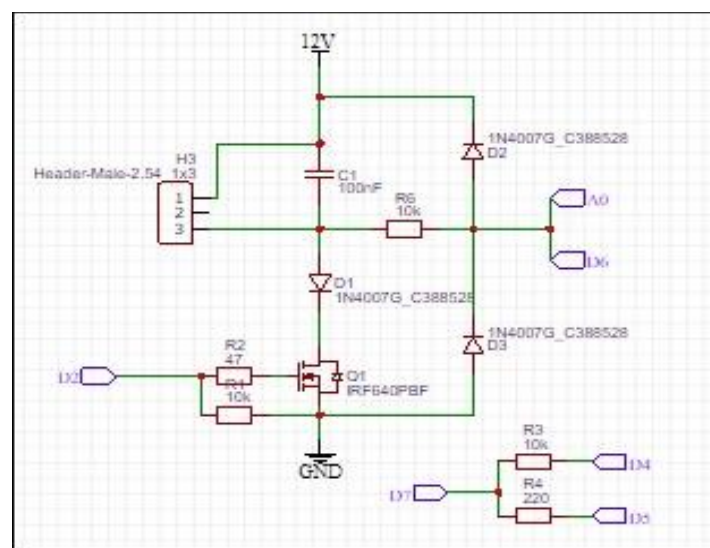 12V
1N4007G_C388528
D2
H3
Header-Male-2.54_1x3
1
2
3
C1
100nF
R6
10k
A0
D6
D1
1N4007G_C388528
1N4007G_C388528
D3
R2
47
D2
R1
10k
Q1
IRF640PBF
GND
R3
10k
D4
D7
R4
220
D5